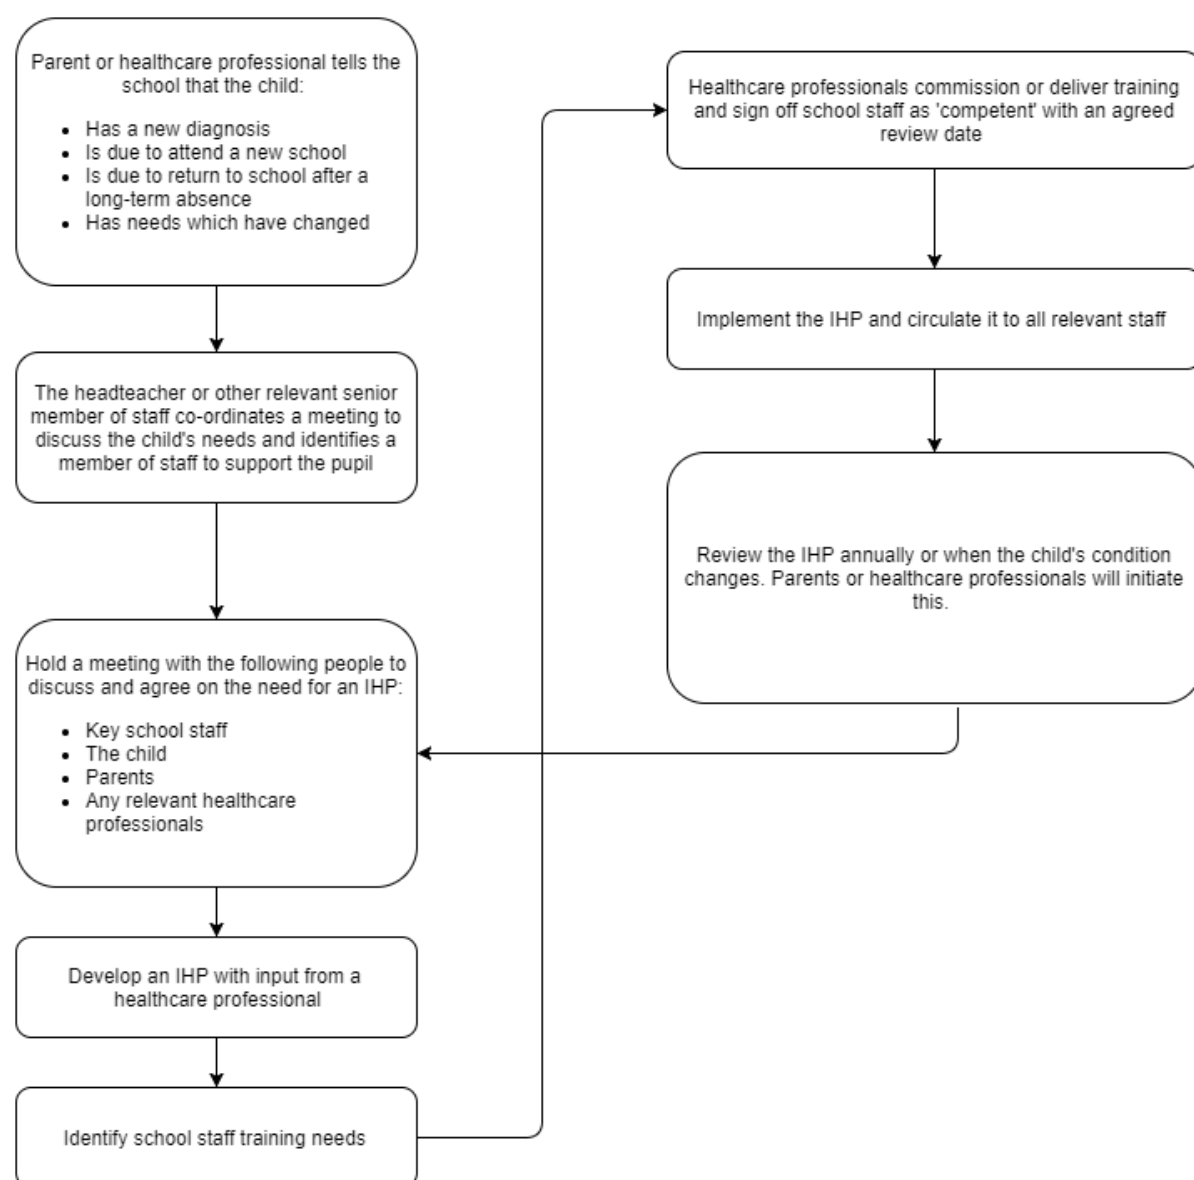 Parent or healthcare professional tells the
school that the child:
• Has a new diagnosis
• Is due to attend a new school
• Is due to return to school after a
long-term absence
• Has needs which have changed
The headteacher or other relevant senior
member of staff co-ordinates a meeting to
discuss the child's needs and identifies a
member of staff to support the pupil
Hold a meeting with the following people to
discuss and agree on the need for an IHP:
• Key school staff
• The child
• Parents
• Any relevant healthcare
professionals
Develop an IHP with input from a
healthcare professional
Identify school staff training needs
Healthcare professionals commission or deliver training
and sign off school staff as 'competent' with an agreed
review date
Implement the IHP and circulate it to all relevant staff
Review the IHP annually or when the child's condition
changes. Parents or healthcare professionals will initiate
this.